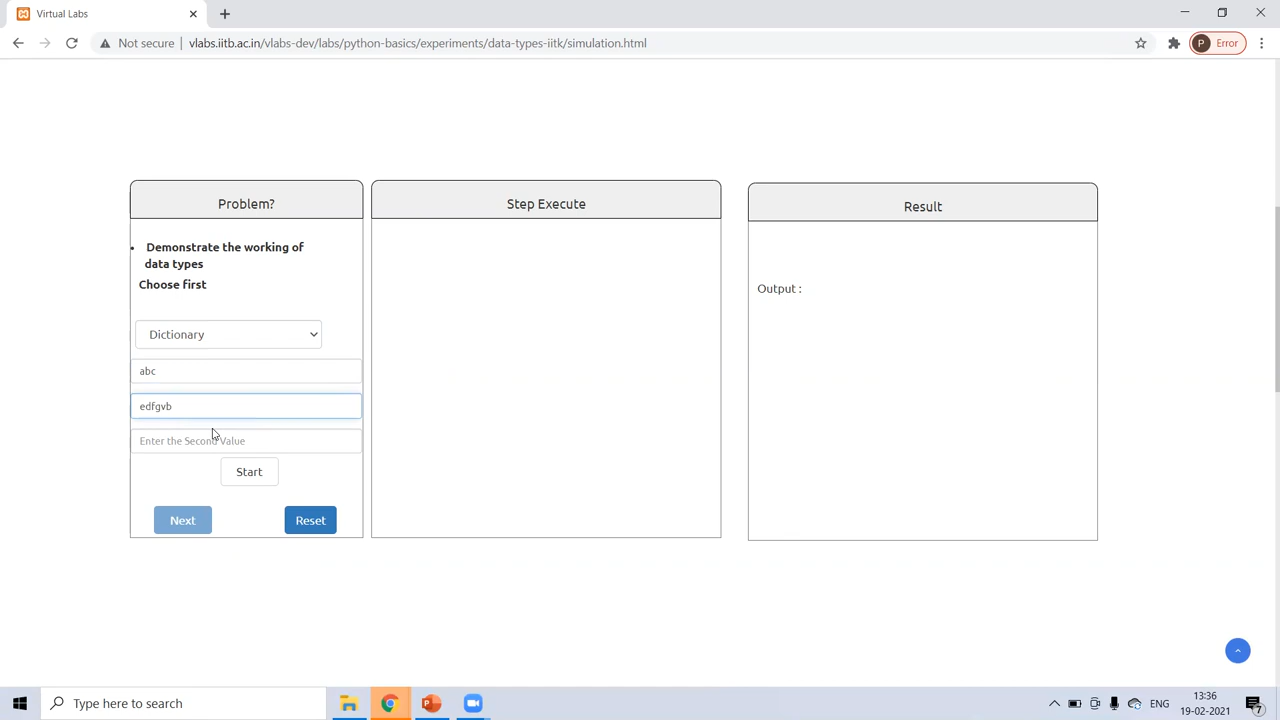 Virtual Labs
Not secure
vlabs.iitb.ac.in/vlabs-dev/labs/python-basics/experiments/data types-iitk/simulation.html
P
Error
Problem?
Step Execute
Result
• Demonstrate the working of
data types
Choose first
Dictionary
abc
edfgvb
Enter the Second Value
Start
Next
Reset
Output :
Type here to search
ENG
13:36
19-02-2021
7